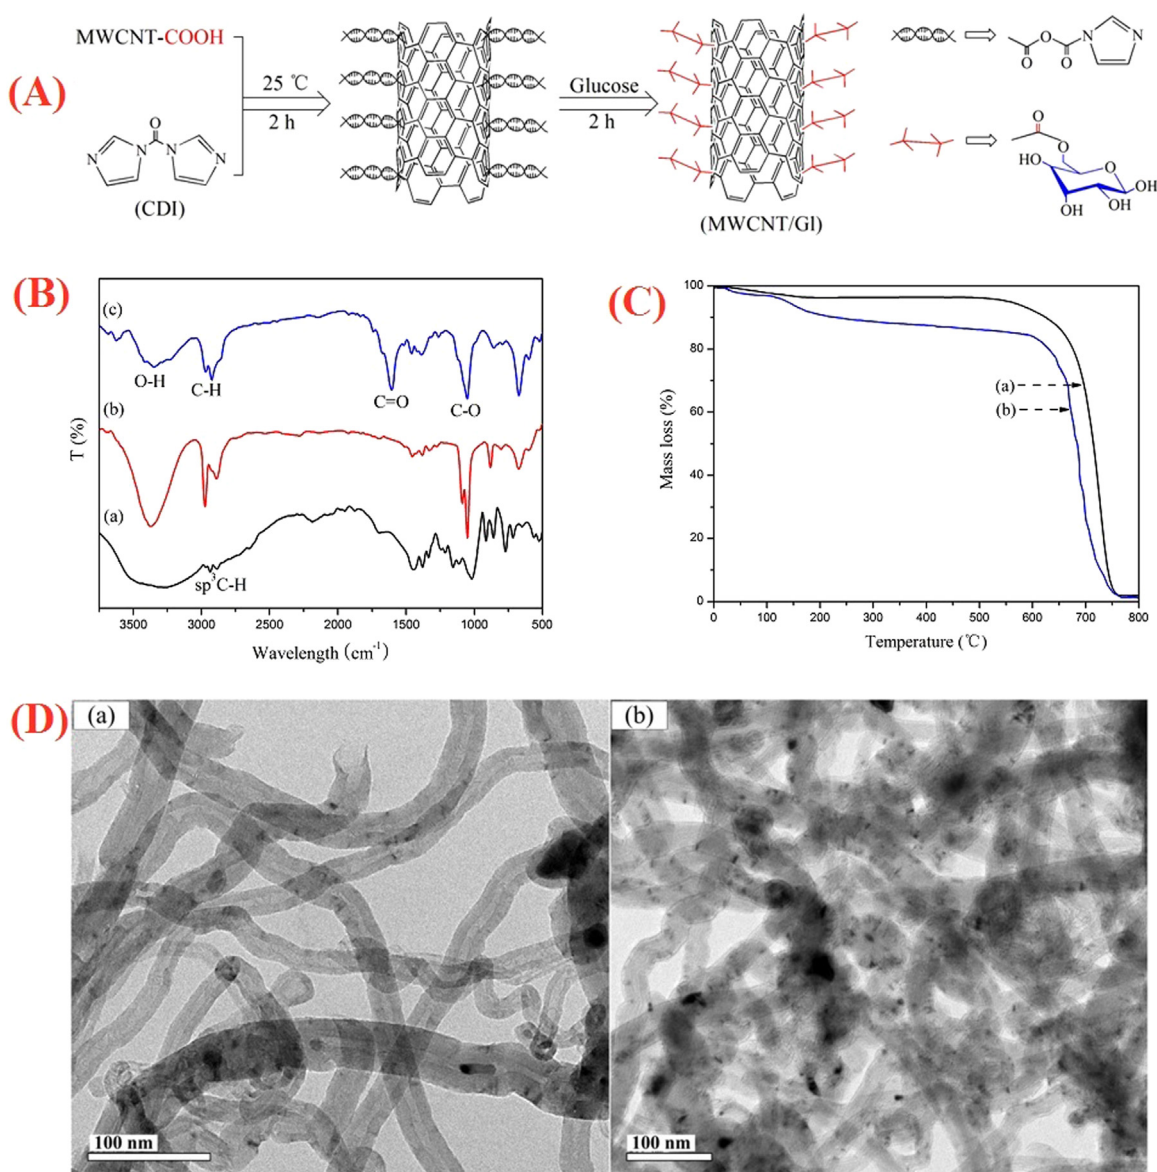 (A)
MWCNT-COOH
N
N
O
N
N
(CDI)
25 ℃
2 h
Glucose
2 h
(MWCNT/Gl)
O
O
O
N
N
O
O
HO
HO
O
OH
OH
OH
(B)
(c)
O-H
C-H
C=O
C-O
(b)
(a)
sp3C-H
T (%)
3500
3000
2500
2000
1500
1000
500
Wavelength (cm-1)
(C)
100
80
60
40
20
0
(a)
(b)
Mass loss (%)
0
100
200
300
400
500
600
700
800
Temperature (℃)
(D)
(a)
100 nm
(b)
100 nm